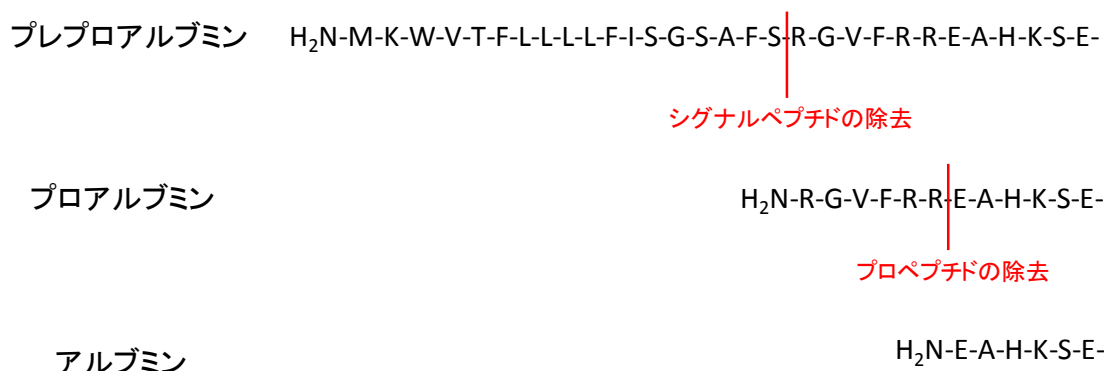 プレプロアルブミン H₂N-M-K-W-V-T-F-L-L-L-L-F-I-S-G-S-A-F-S-R-G-V-F-R-R-E-A-H-K-S-E-
シグナルペプチドの除去
プロアルブミン H₂N-R-G-V-F-R-R-E-A-H-K-S-E-
プロペプチドの除去
アルブミン H₂N-E-A-H-K-S-E-